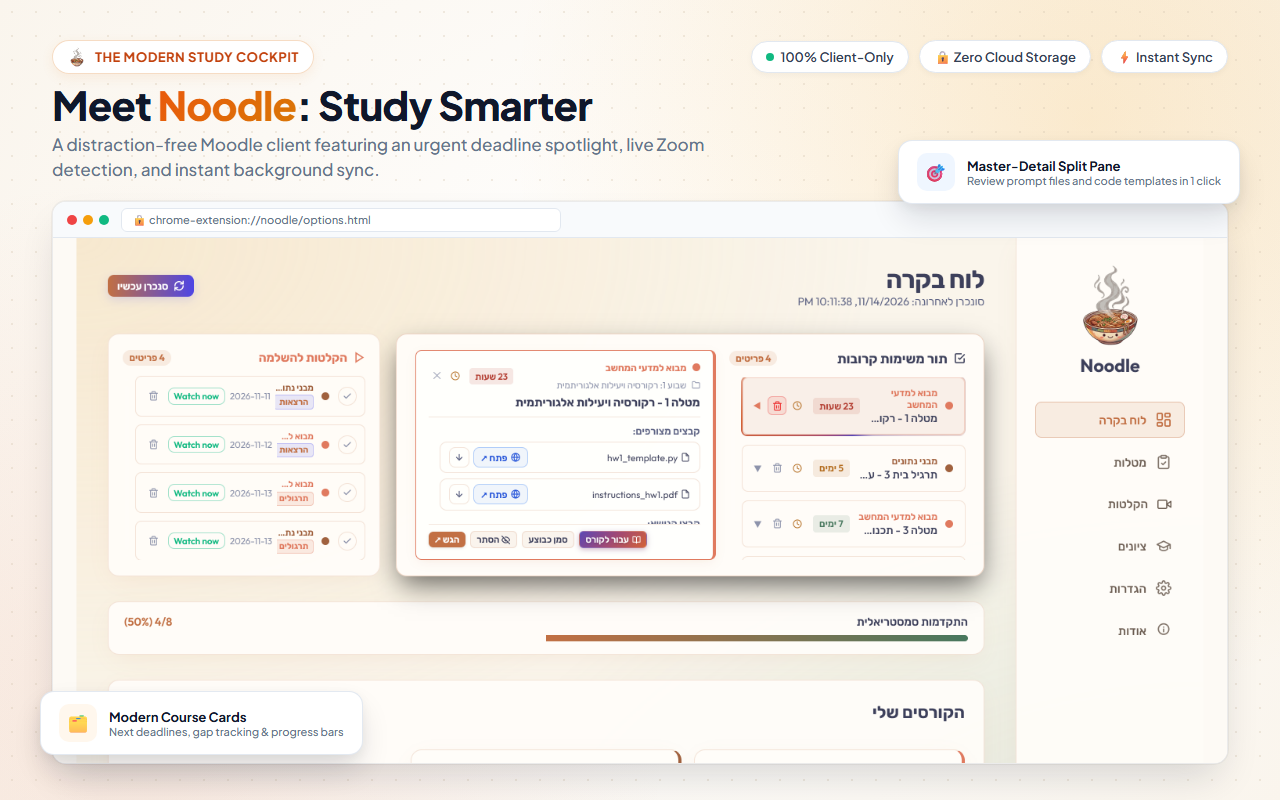 THE MODERN STUDY COCKPIT
100% Client-Only
Zero Cloud Storage
Instant Sync
Meet Noodle: Study Smarter
A distraction-free Moodle client featuring an urgent deadline spotlight, live Zoom
detection, and instant background sync.
Master-Detail Split Pane
Review prompt files and code templates in 1 click
chrome-extension://noodle/options.html
Noodle
לוח בקרה
מטלות
הקלטות
ציונים
הגדרות
אודות
לוח בקרה
סונכרן לאחרונה: 11/14/2026, 10:11:38 PM
סנכרן עכשיו
תור משימות קרובות
4 פריטים
מבוא למדעי
המחשב
מטלה 1 - רקו...
23 שעות
מבני נתונים
תרגיל בית 3 - ע...
5 ימים
מבוא למדעי המחשב
מטלה 3 - תכנו...
7 ימים
מבוא למדעי המחשב
23 שעות
שבוע 1: רקורסיה ויעילות אלגוריתמית
מטלה 1 - רקורסיה ויעילות אלגוריתמית
קבצים מצורפים:
hw1_template.py
פתח ↗
instructions_hw1.pdf
פתח ↗
עבור לקורס
סמן כבוצע
הסתר
הגש ↗
הקלטות להשלמה
4 פריטים
מבני נתו...
הרצאות
2026-11-11
Watch now
מבוא ל...
הרצאות
2026-11-12
Watch now
מבוא ל...
תרגולים
2026-11-13
Watch now
מבני נת...
תרגולים
2026-11-13
Watch now
התקדמות סמסטריאלית
4/8 (50%)
הקורסים שלי
Modern Course Cards
Next deadlines, gap tracking & progress bars